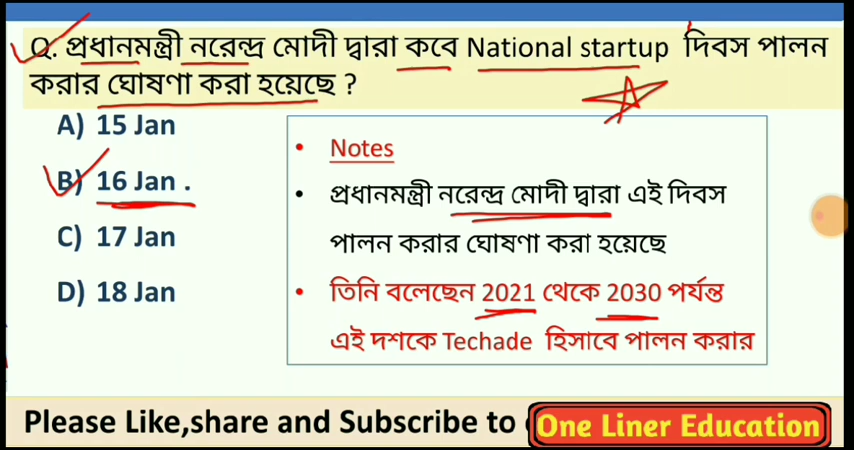 Q. প্রধানমন্ত্রী নরেন্দ্র মোদী দ্বারা কবে National startup দিবস পালন
করার ঘোষণা করা হয়েছে ?
A) 15 Jan
B) 16 Jan .
C) 17 Jan
D) 18 Jan
• Notes
• প্রধানমন্ত্রী নরেন্দ্র মোদী দ্বারা এই দিবস
পালন করার ঘোষণা করা হয়েছে
• তিনি বলেছেন 2021 থেকে 2030 পর্যন্ত
এই দশকে Techade হিসাবে পালন করার
Please Like,share and Subscribe to
One Liner Education